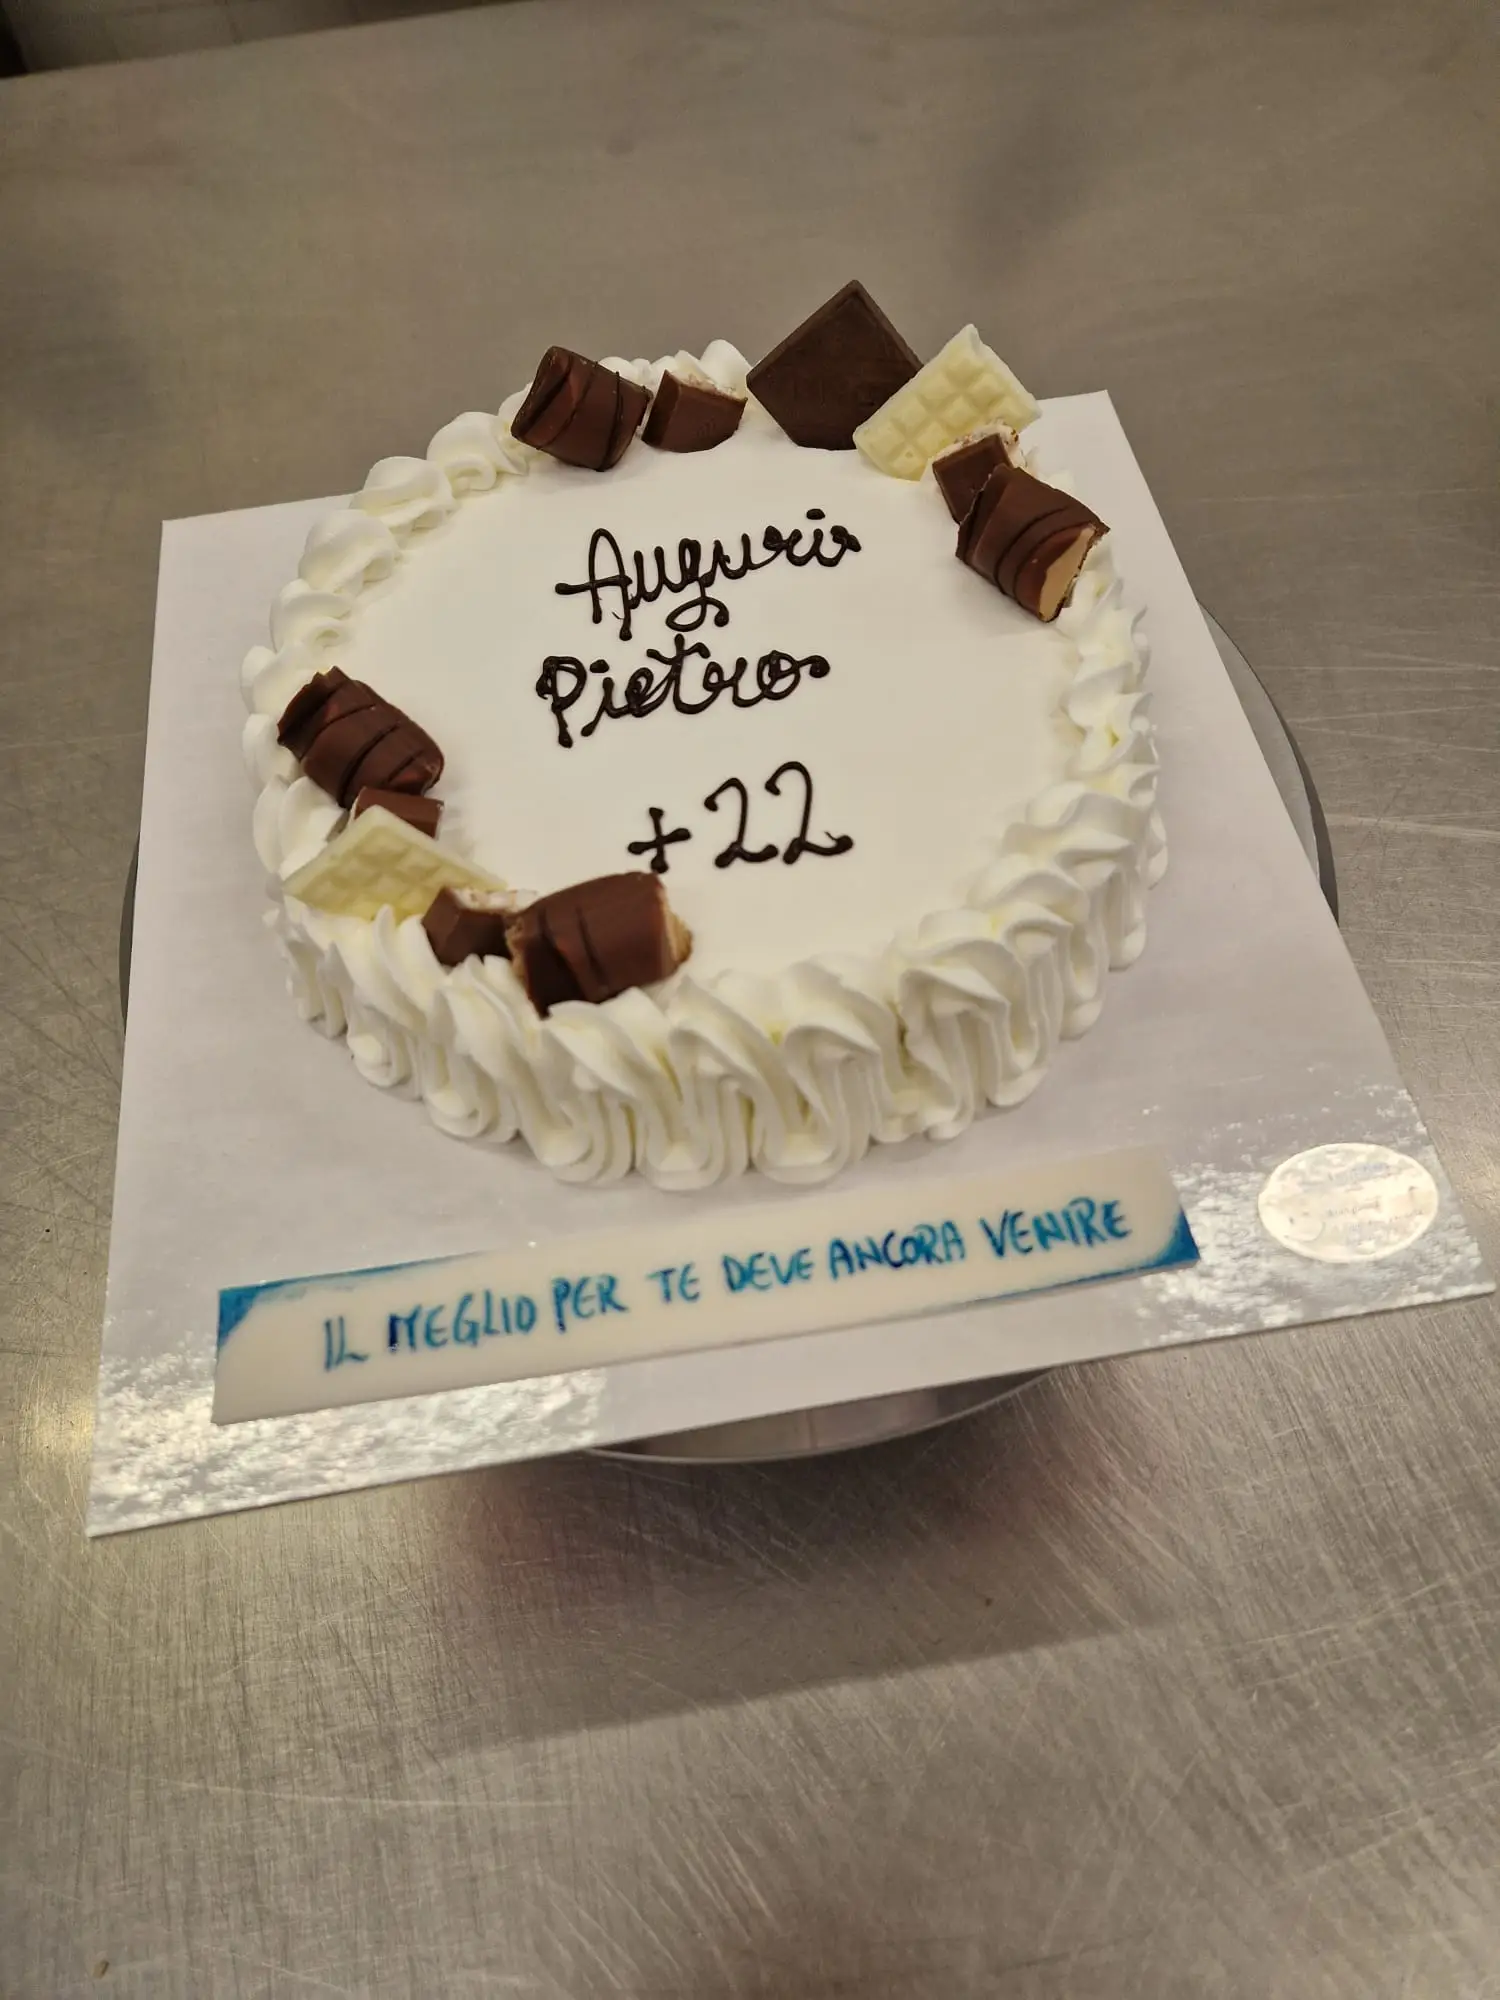 Auguri
Pietro
+22
IL MEGLIO PER TE DEVE ANCORA VENIRE